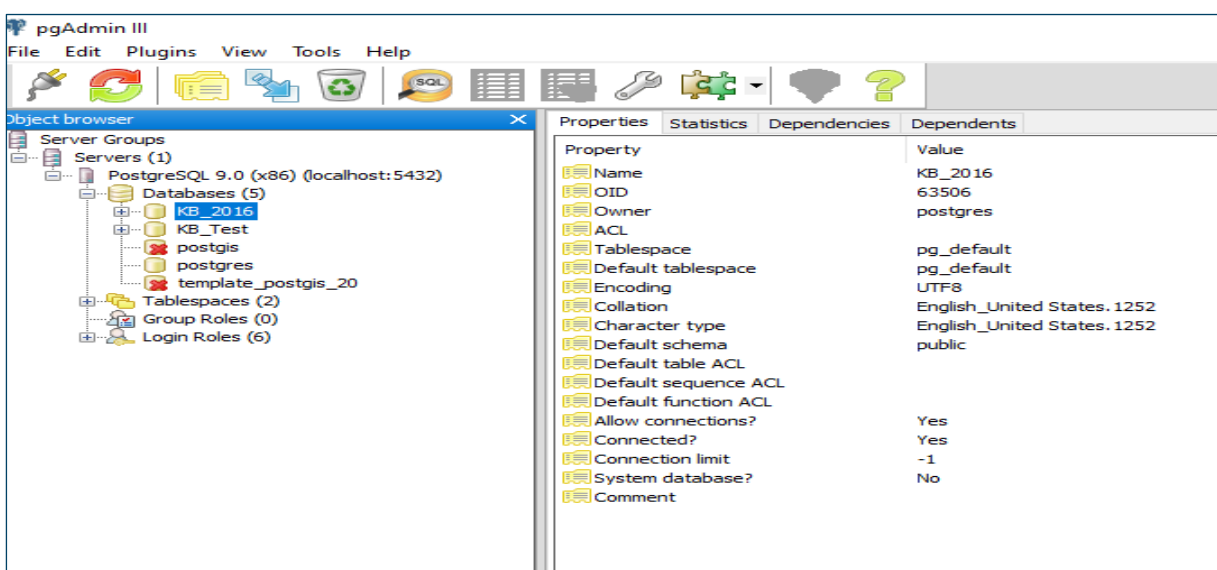 pgAdmin III
File Edit Plugins View Tools Help
SQL
Object browser
Server Groups
Servers (1)
PostgreSQL 9.0 (x86) (localhost:5432)
Databases (5)
KB_2016
KB_Test
postgis
postgres
template_postgis_20
Tablespaces (2)
Group Roles (0)
Login Roles (6)
Properties Statistics Dependencies Dependents
Property Value
Name KB_2016
OID 63506
Owner postgres
ACL
Tablespace pg_default
Default tablespace pg_default
Encoding UTF8
Collation English_United States.1252
Character type English_United States.1252
Default schema public
Default table ACL
Default sequence ACL
Default function ACL
Allow connections? Yes
Connected? Yes
Connection limit -1
System database? No
Comment